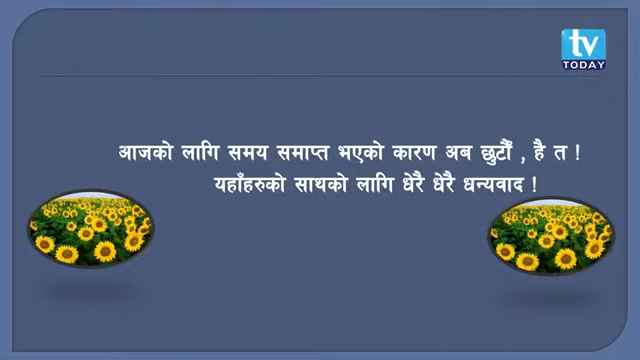 tv
TODAY
आजको लागि समय समाप्त भएको कारण अब छुटौँ , है त !
यहाँहरुको साथको लागि धेरै धेरै धन्यवाद !